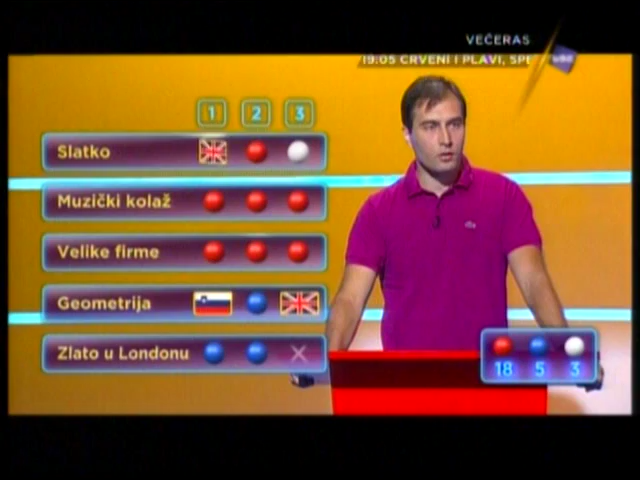 VEČERAS
19.05 CRVENI I PLAVI, SPE
1 2 3
Slatko
Muzički kolaž
Velike firme
Geometrija
Zlato u Londonu
18 5 3